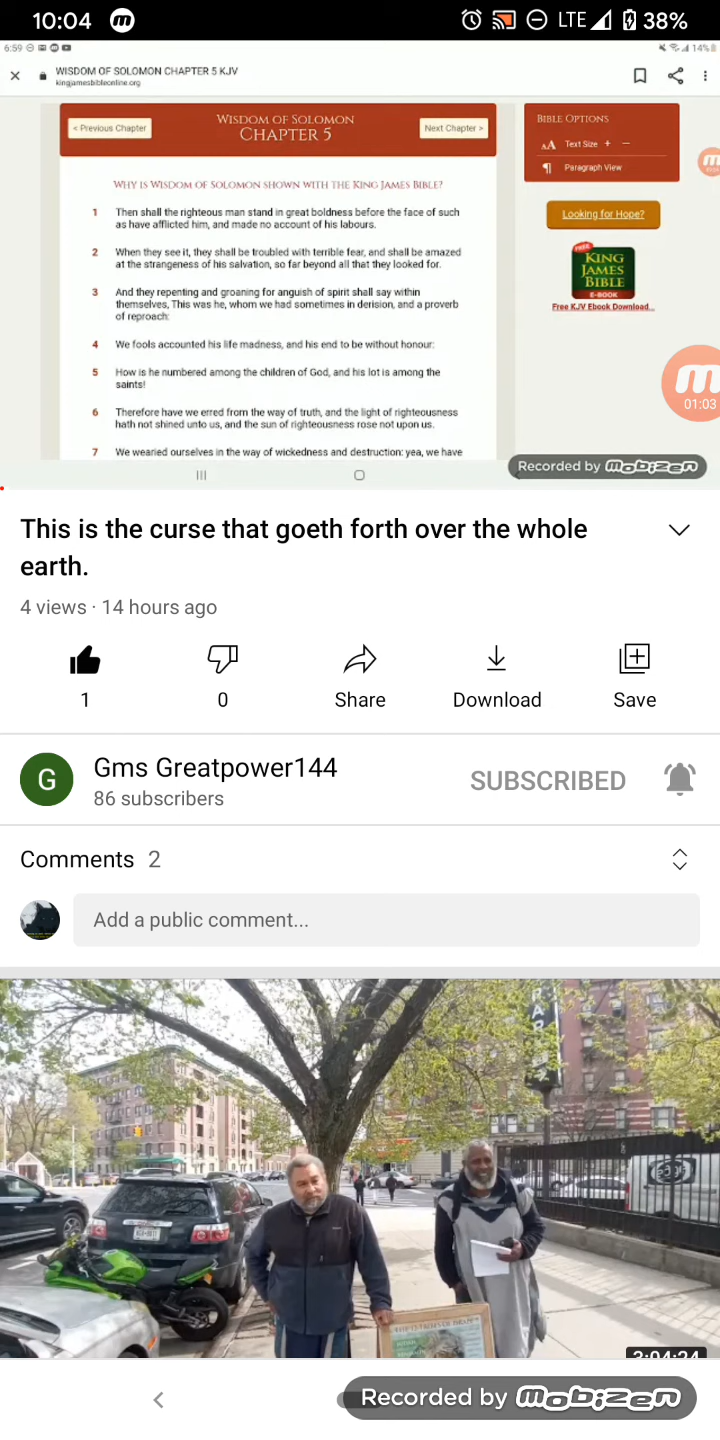 10:04
LTE 38%
6:59 14%
WISDOM OF SOLOMON CHAPTER 5 KJV
kingjamesbibleonline.org
< Previous Chapter
WISDOM OF SOLOMON
CHAPTER 5
Next Chapter >
BIBLE OPTIONS
AA Text Size + −
¶ Paragraph View
Looking for Hope?
FREE
KING
JAMES
BIBLE
E-BOOK
Free KJV Ebook Download...
WHY IS WISDOM OF SOLOMON SHOWN WITH THE KING JAMES BIBLE?
1 Then shall the righteous man stand in great boldness before the face of such
as have afflicted him, and made no account of his labours.
2 When they see it, they shall be troubled with terrible fear, and shall be amazed
at the strangeness of his salvation, so far beyond all that they looked for.
3 And they repenting and groaning for anguish of spirit shall say within
themselves, This was he, whom we had sometimes in derision, and a proverb
of reproach:
4 We fools accounted his life madness, and his end to be without honour:
5 How is he numbered among the children of God, and his lot is among the
saints!
6 Therefore have we erred from the way of truth, and the light of righteousness
hath not shined unto us, and the sun of righteousness rose not upon us.
7 We wearied ourselves in the way of wickedness and destruction: yea, we have
01:03
Recorded by mobizen
This is the curse that goeth forth over the whole
earth.
4 views · 14 hours ago
1
0
Share
Download
Save
G
Gms Greatpower144
86 subscribers
SUBSCRIBED
Comments 2
Add a public comment...
3:04:24
Recorded by mobizen